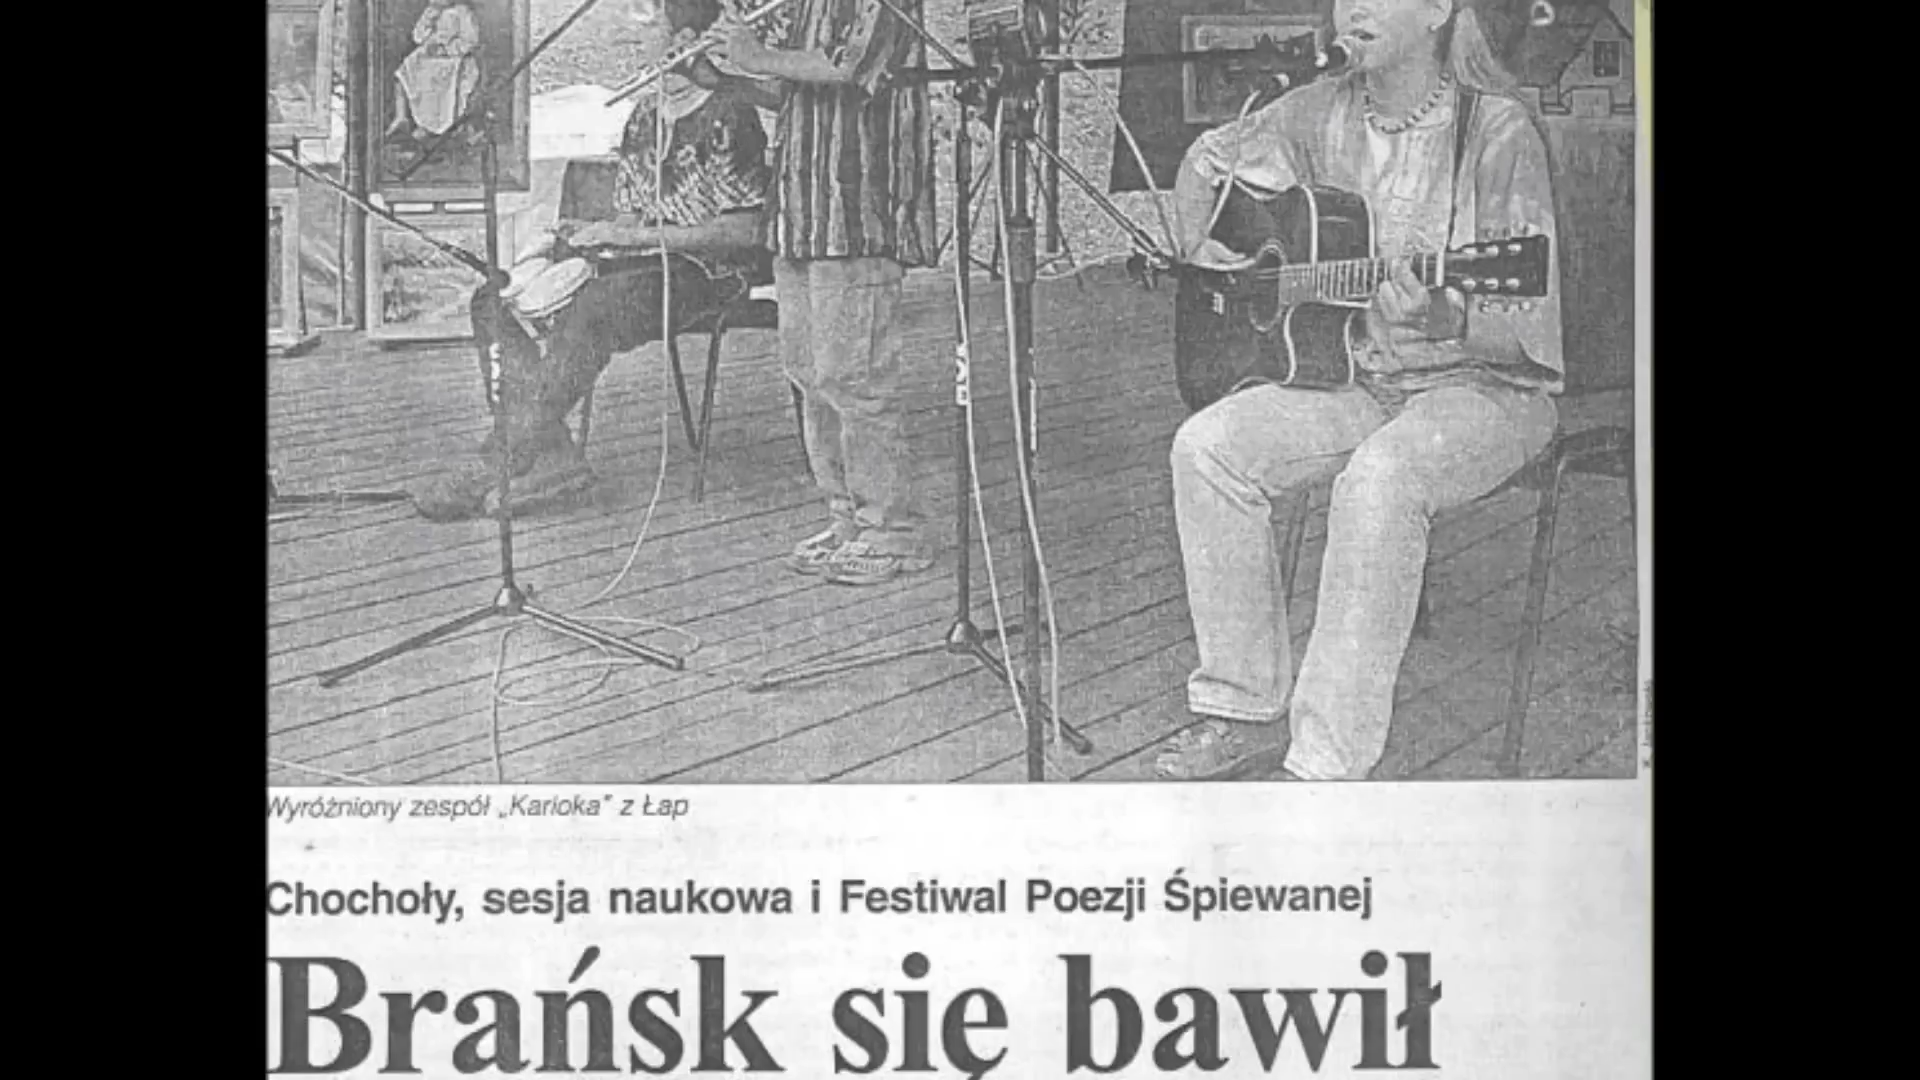 Wyróżniony zespół „Karioka” z Łap
Chochoły, sesja naukowa i Festiwal Poezji Śpiewanej
Brańsk się bawił